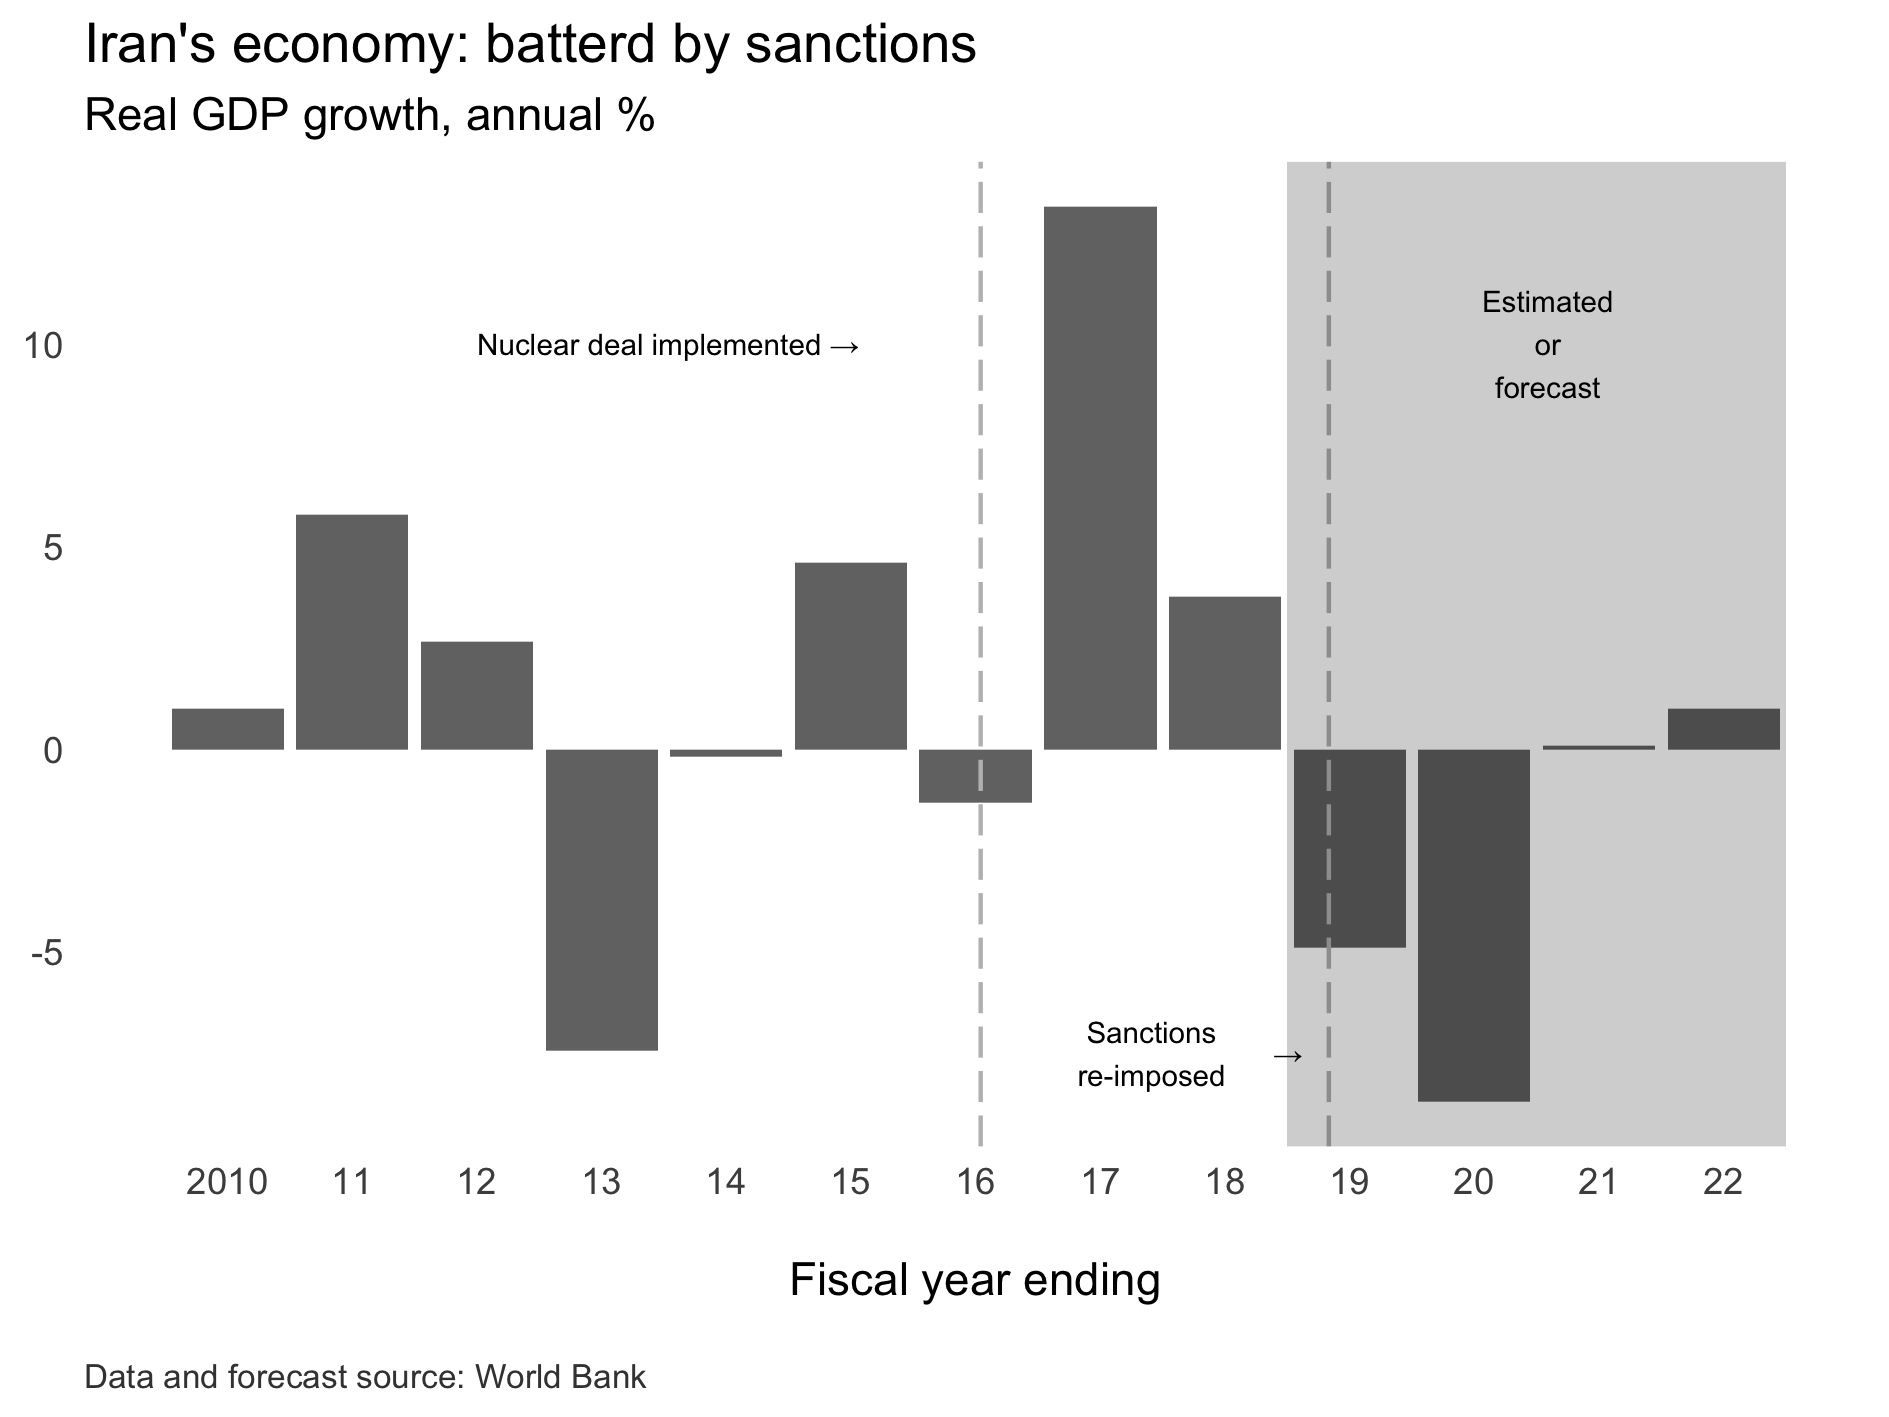 Iran's economy: batterd by sanctions
Real GDP growth, annual %
Estimated
or
forecast
Nuclear deal implemented →
10
5
0
-5
Sanctions
re-imposed →
2010 11 12 13 14 15 16 17 18 19 20 21 22
Fiscal year ending
Data and forecast source: World Bank